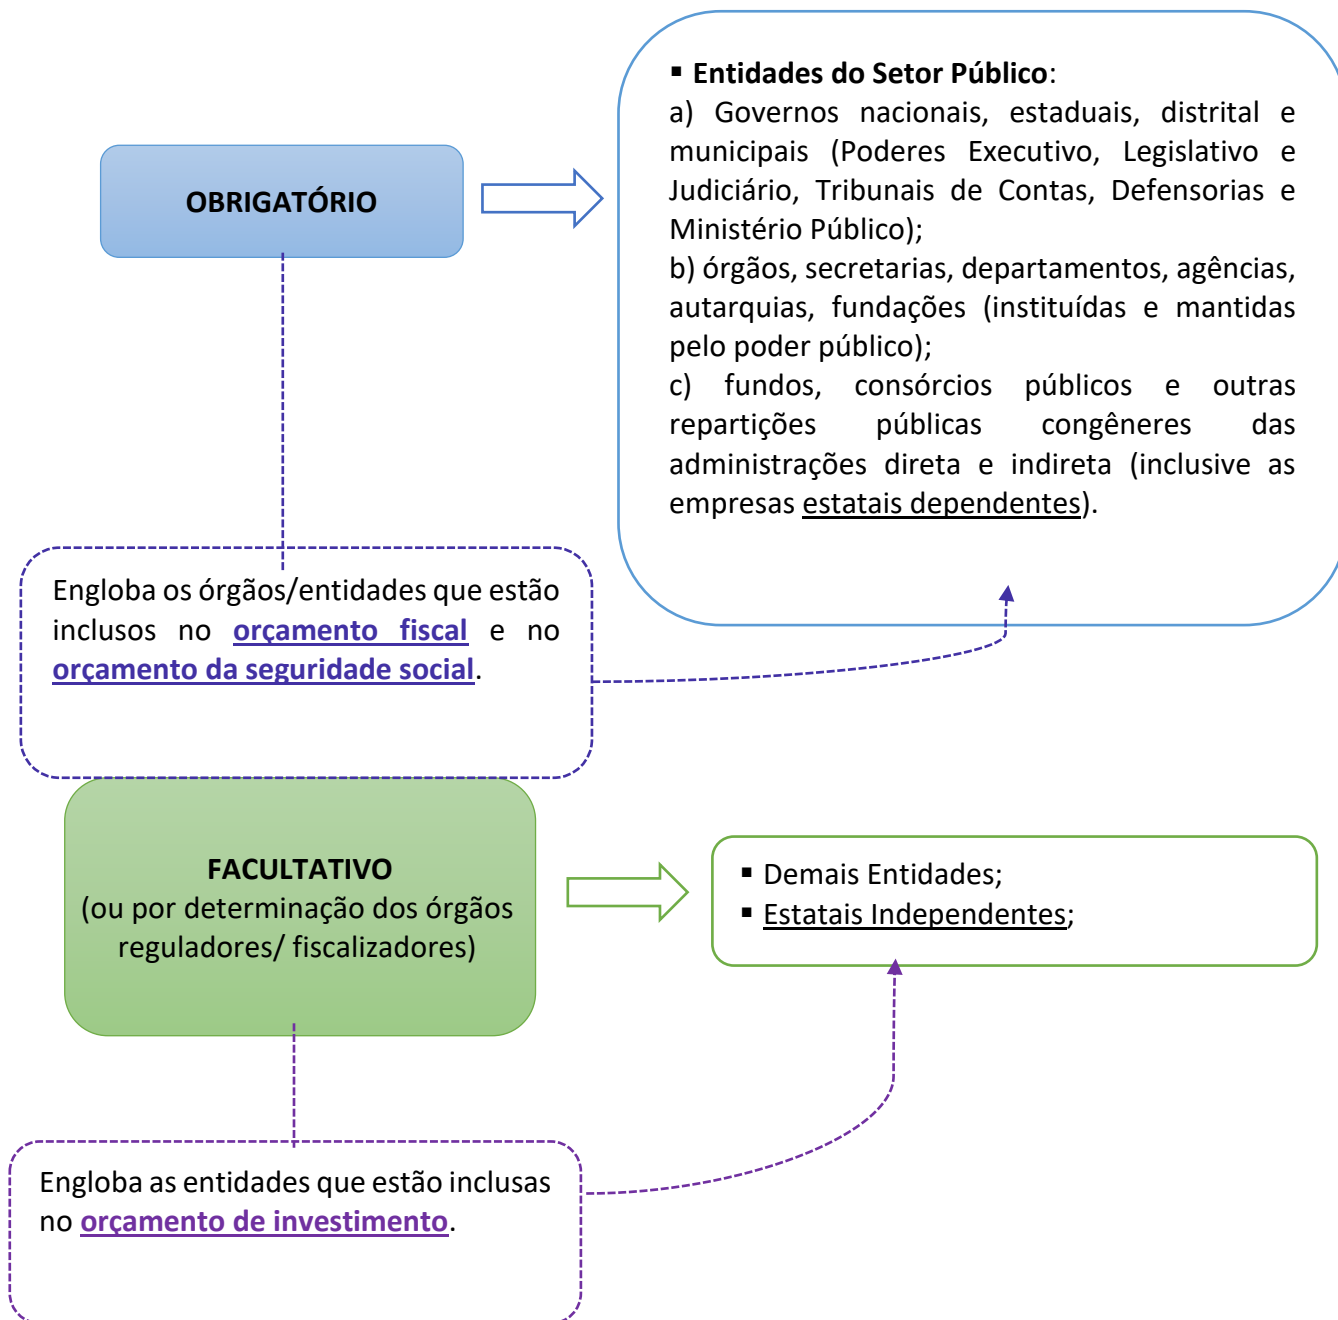 ▪ Entidades do Setor Público:
a) Governos nacionais, estaduais, distrital e
municipais (Poderes Executivo, Legislativo e
Judiciário, Tribunais de Contas, Defensorias e
Ministério Público);
b) órgãos, secretarias, departamentos, agências,
autarquias, fundações (instituídas e mantidas
pelo poder público);
c) fundos, consórcios públicos e outras
repartições públicas congêneres das
administrações direta e indireta (inclusive as
empresas estatais dependentes).
OBRIGATÓRIO
Engloba os órgãos/entidades que estão
inclusos no orçamento fiscal e no
orçamento da seguridade social.
FACULTATIVO
(ou por determinação dos órgãos
reguladores/ fiscalizadores)
▪ Demais Entidades;
▪ Estatais Independentes;
Engloba as entidades que estão inclusas
no orçamento de investimento.